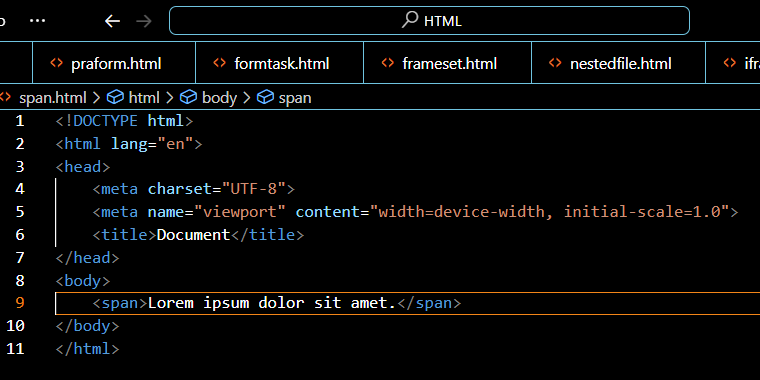 ··· ← → HTML
praform.html formtask.html frameset.html nestedfile.html
span.html > html > body > span
1 <!DOCTYPE html>
2 <html lang="en">
3 <head>
4 <meta charset="UTF-8">
5 <meta name="viewport" content="width=device-width, initial-scale=1.0">
6 <title>Document</title>
7 </head>
8 <body>
9 <span>Lorem ipsum dolor sit amet.</span>
10 </body>
11 </html>